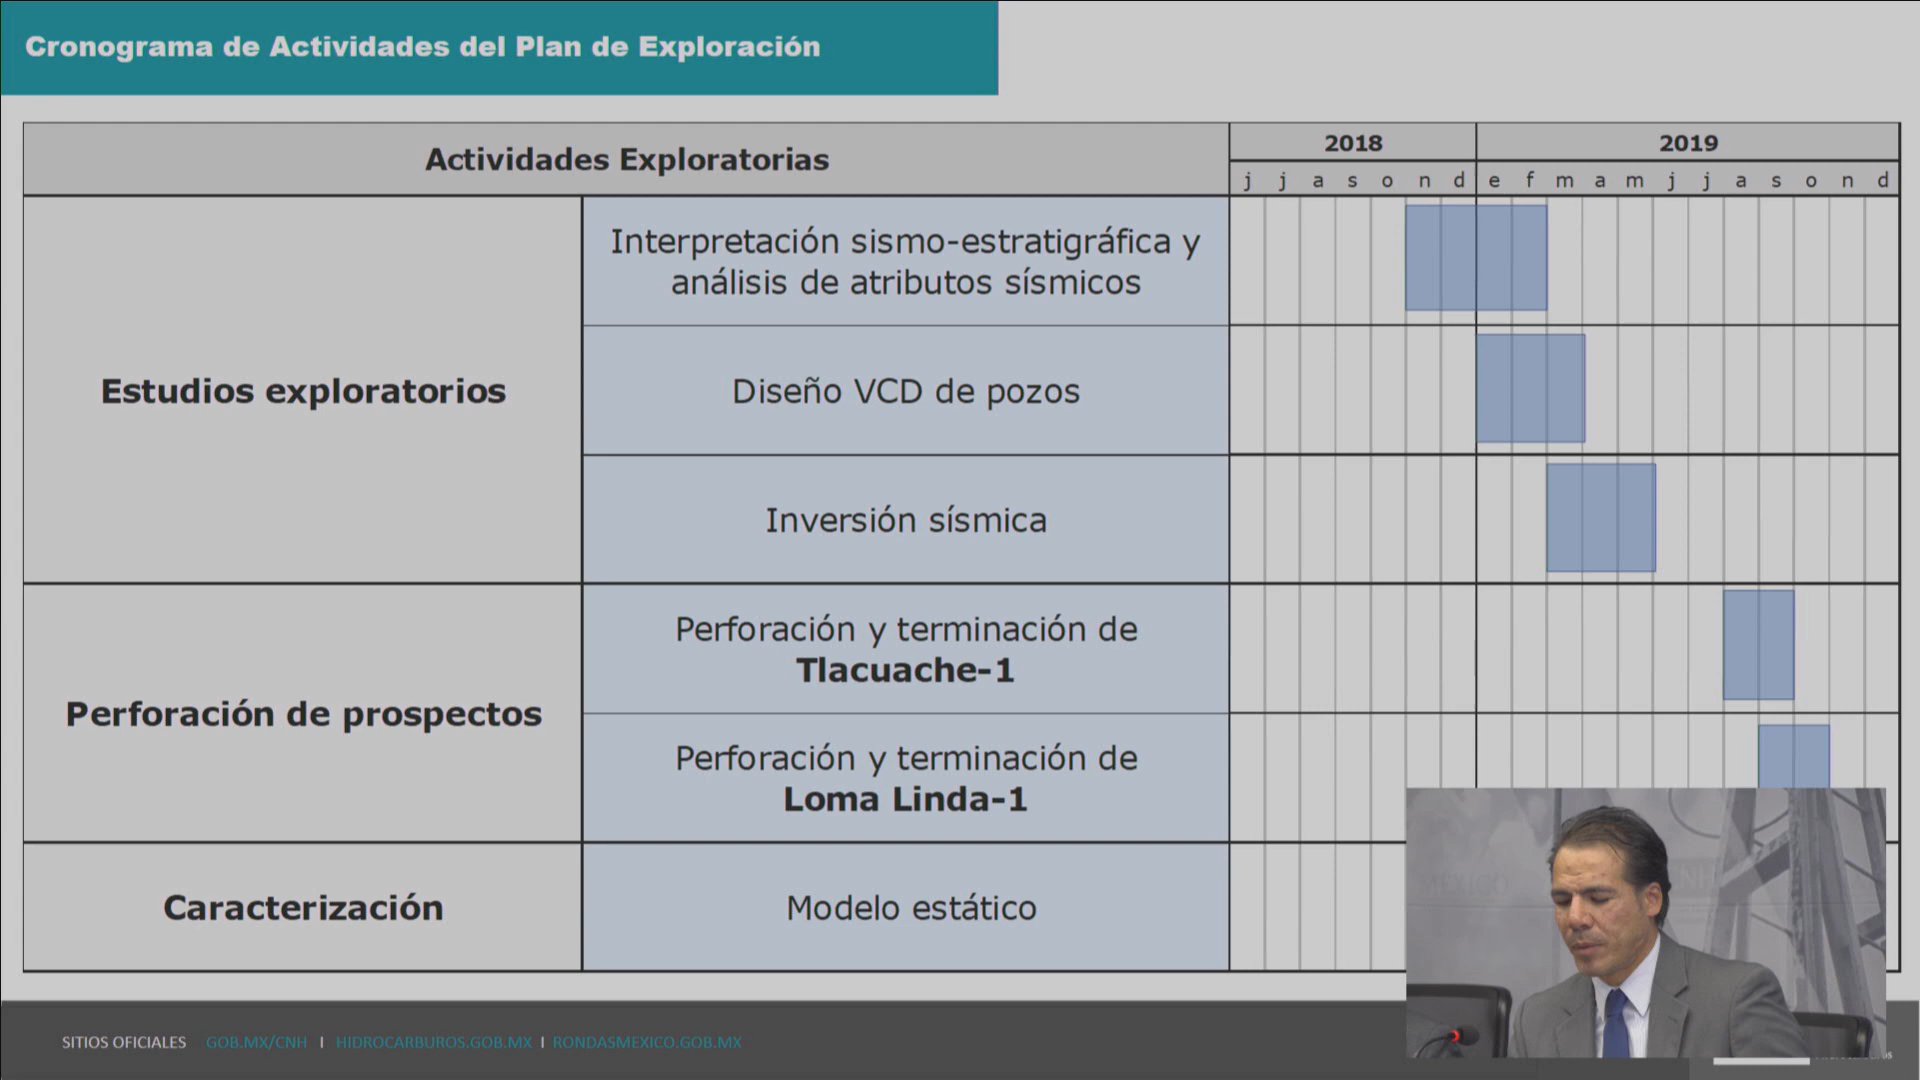 Cronograma de Actividades del Plan de Exploración
Actividades Exploratorias
2018
2019
j j a s o n d e f m a m j j a s o n d
Estudios exploratorios
Interpretación sismo-estratigráfica y
análisis de atributos sísmicos
Diseño VCD de pozos
Inversión sísmica
Perforación de prospectos
Perforación y terminación de
Tlacuache-1
Perforación y terminación de
Loma Linda-1
Caracterización
Modelo estático
MÉXICO
SITIOS OFICIALES GOB.MX/CNH I HIDROCARBUROS.GOB.MX I RONDASMEXICO.GOB.MX